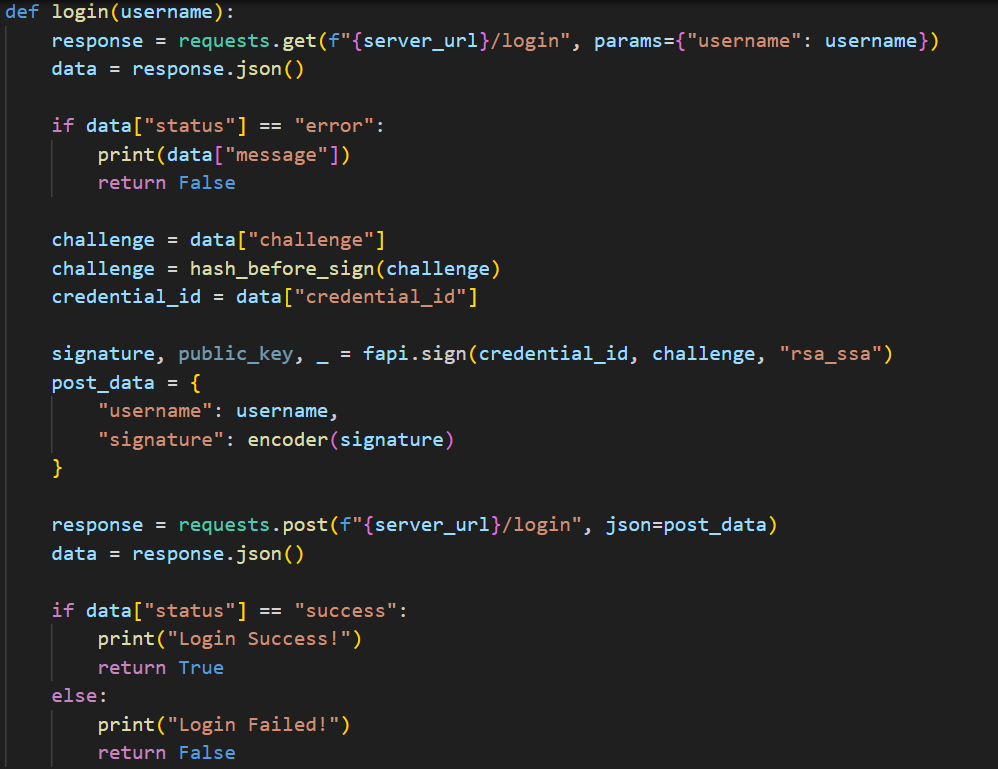 def login(username):
    response = requests.get(f"{server_url}/login", params={"username": username})
    data = response.json()

    if data["status"] == "error":
        print(data["message"])
        return False

    challenge = data["challenge"]
    challenge = hash_before_sign(challenge)
    credential_id = data["credential_id"]

    signature, public_key, _ = fapi.sign(credential_id, challenge, "rsa_ssa")
    post_data = {
        "username": username,
        "signature": encoder(signature)
    }

    response = requests.post(f"{server_url}/login", json=post_data)
    data = response.json()

    if data["status"] == "success":
        print("Login Success!")
        return True
    else:
        print("Login Failed!")
        return False